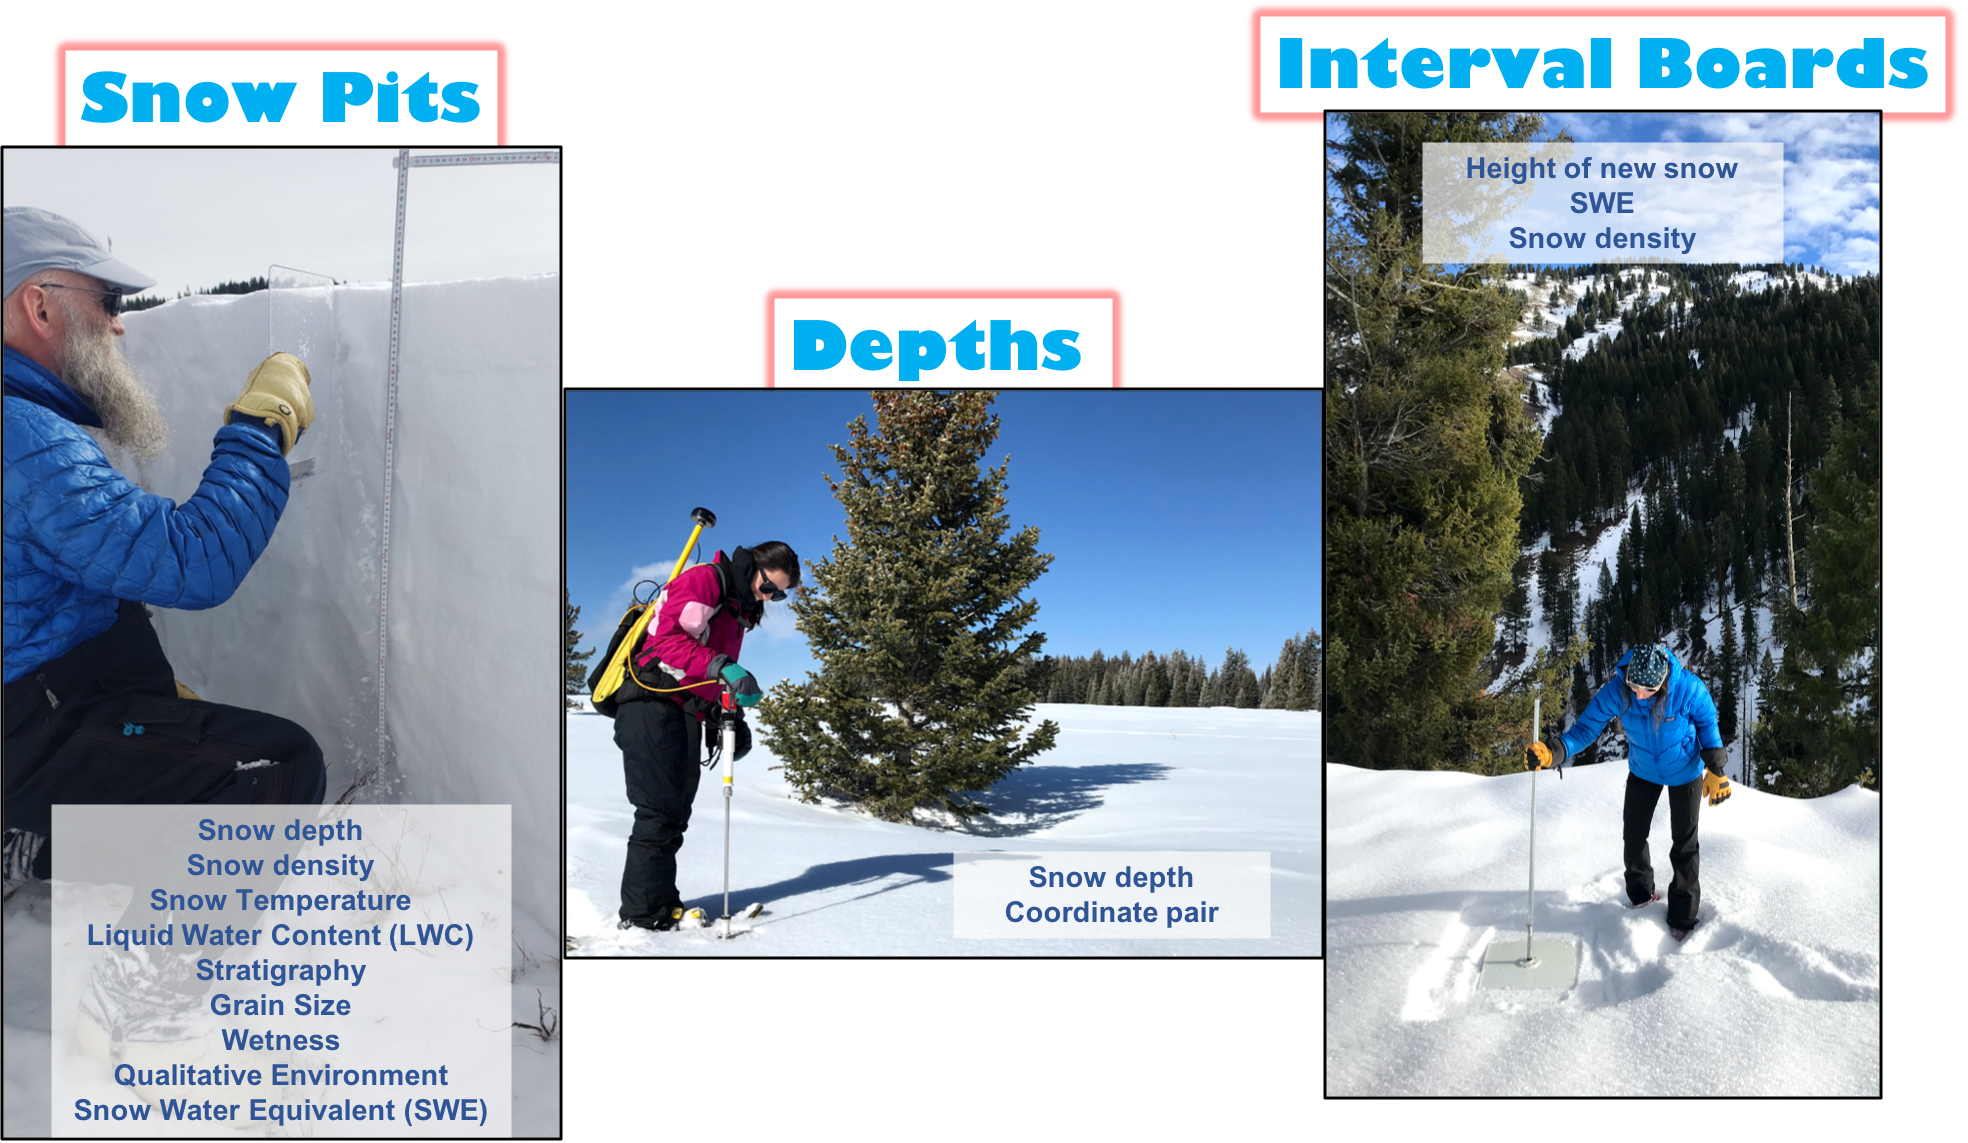 Snow Pits
Snow depth
Snow density
Snow Temperature
Liquid Water Content (LWC)
Stratigraphy
Grain Size
Wetness
Qualitative Environment
Snow Water Equivalent (SWE)
Depths
Snow depth
Coordinate pair
Interval Boards
Height of new snow
SWE
Snow density